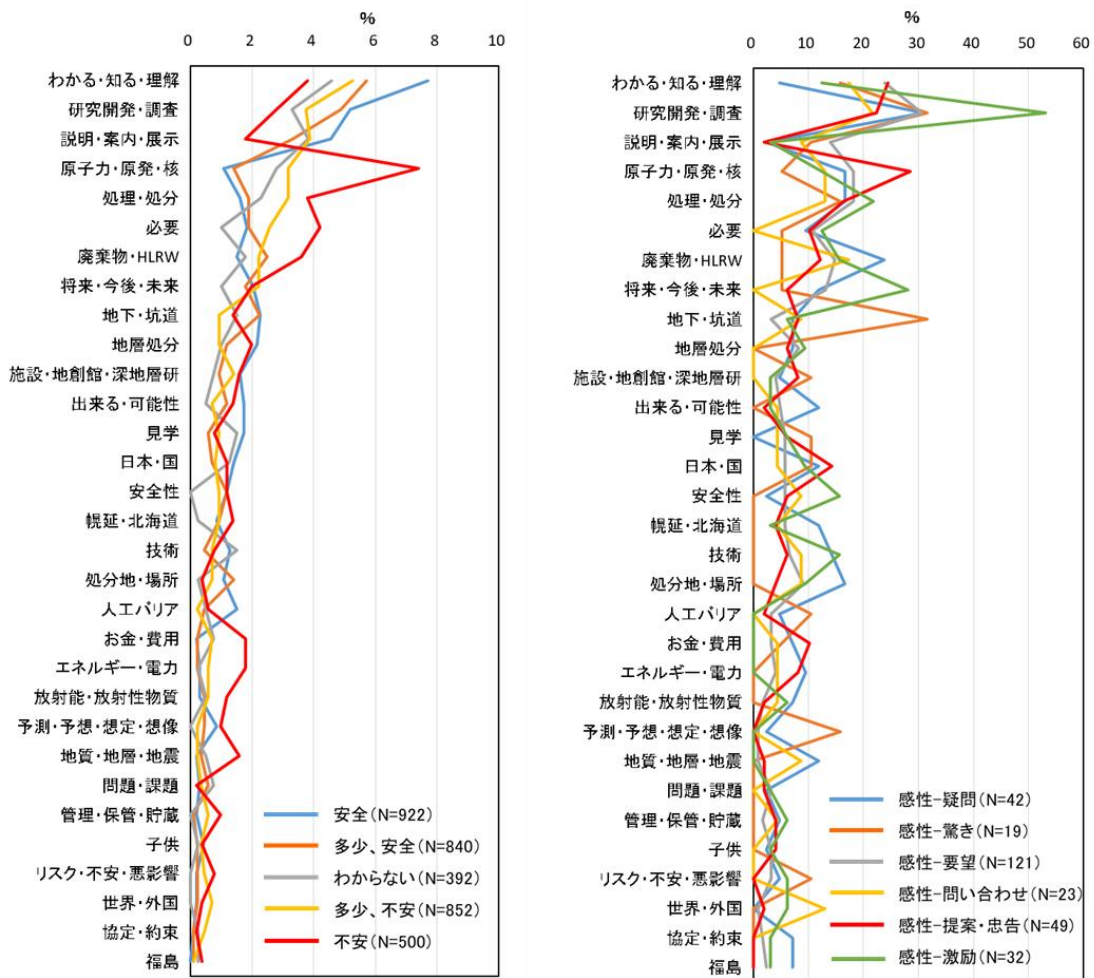 %
0 2 4 6 8 10
わかる・知る・理解
研究開発・調査
説明・案内・展示
原子力・原発・核
処理・処分
必要
廃棄物・HLRW
将来・今後・未来
地下・坑道
地層処分
施設・地創館・深地層研
出来る・可能性
見学
日本・国
安全性
幌延・北海道
技術
処分地・場所
人工バリア
お金・費用
エネルギー・電力
放射能・放射性物質
予測・予想・想定・想像
地質・地層・地震
問題・課題
管理・保管・貯蔵
子供
リスク・不安・悪影響
世界・外国
協定・約束
福島
安全(N=922)
多少、安全(N=840)
わからない(N=392)
多少、不安(N=852)
不安(N=500)
%
0 10 20 30 40 50 60
わかる・知る・理解
研究開発・調査
説明・案内・展示
原子力・原発・核
処理・処分
必要
廃棄物・HLRW
将来・今後・未来
地下・坑道
地層処分
施設・地創館・深地層研
出来る・可能性
見学
日本・国
安全性
幌延・北海道
技術
処分地・場所
人工バリア
お金・費用
エネルギー・電力
放射能・放射性物質
予測・予想・想定・想像
地質・地層・地震
問題・課題
管理・保管・貯蔵
子供
リスク・不安・悪影響
世界・外国
協定・約束
福島
感性-疑問(N=42)
感性-驚き(N=19)
感性-要望(N=121)
感性-問い合わせ(N=23)
感性-提案・忠告(N=49)
感性-激励(N=32)